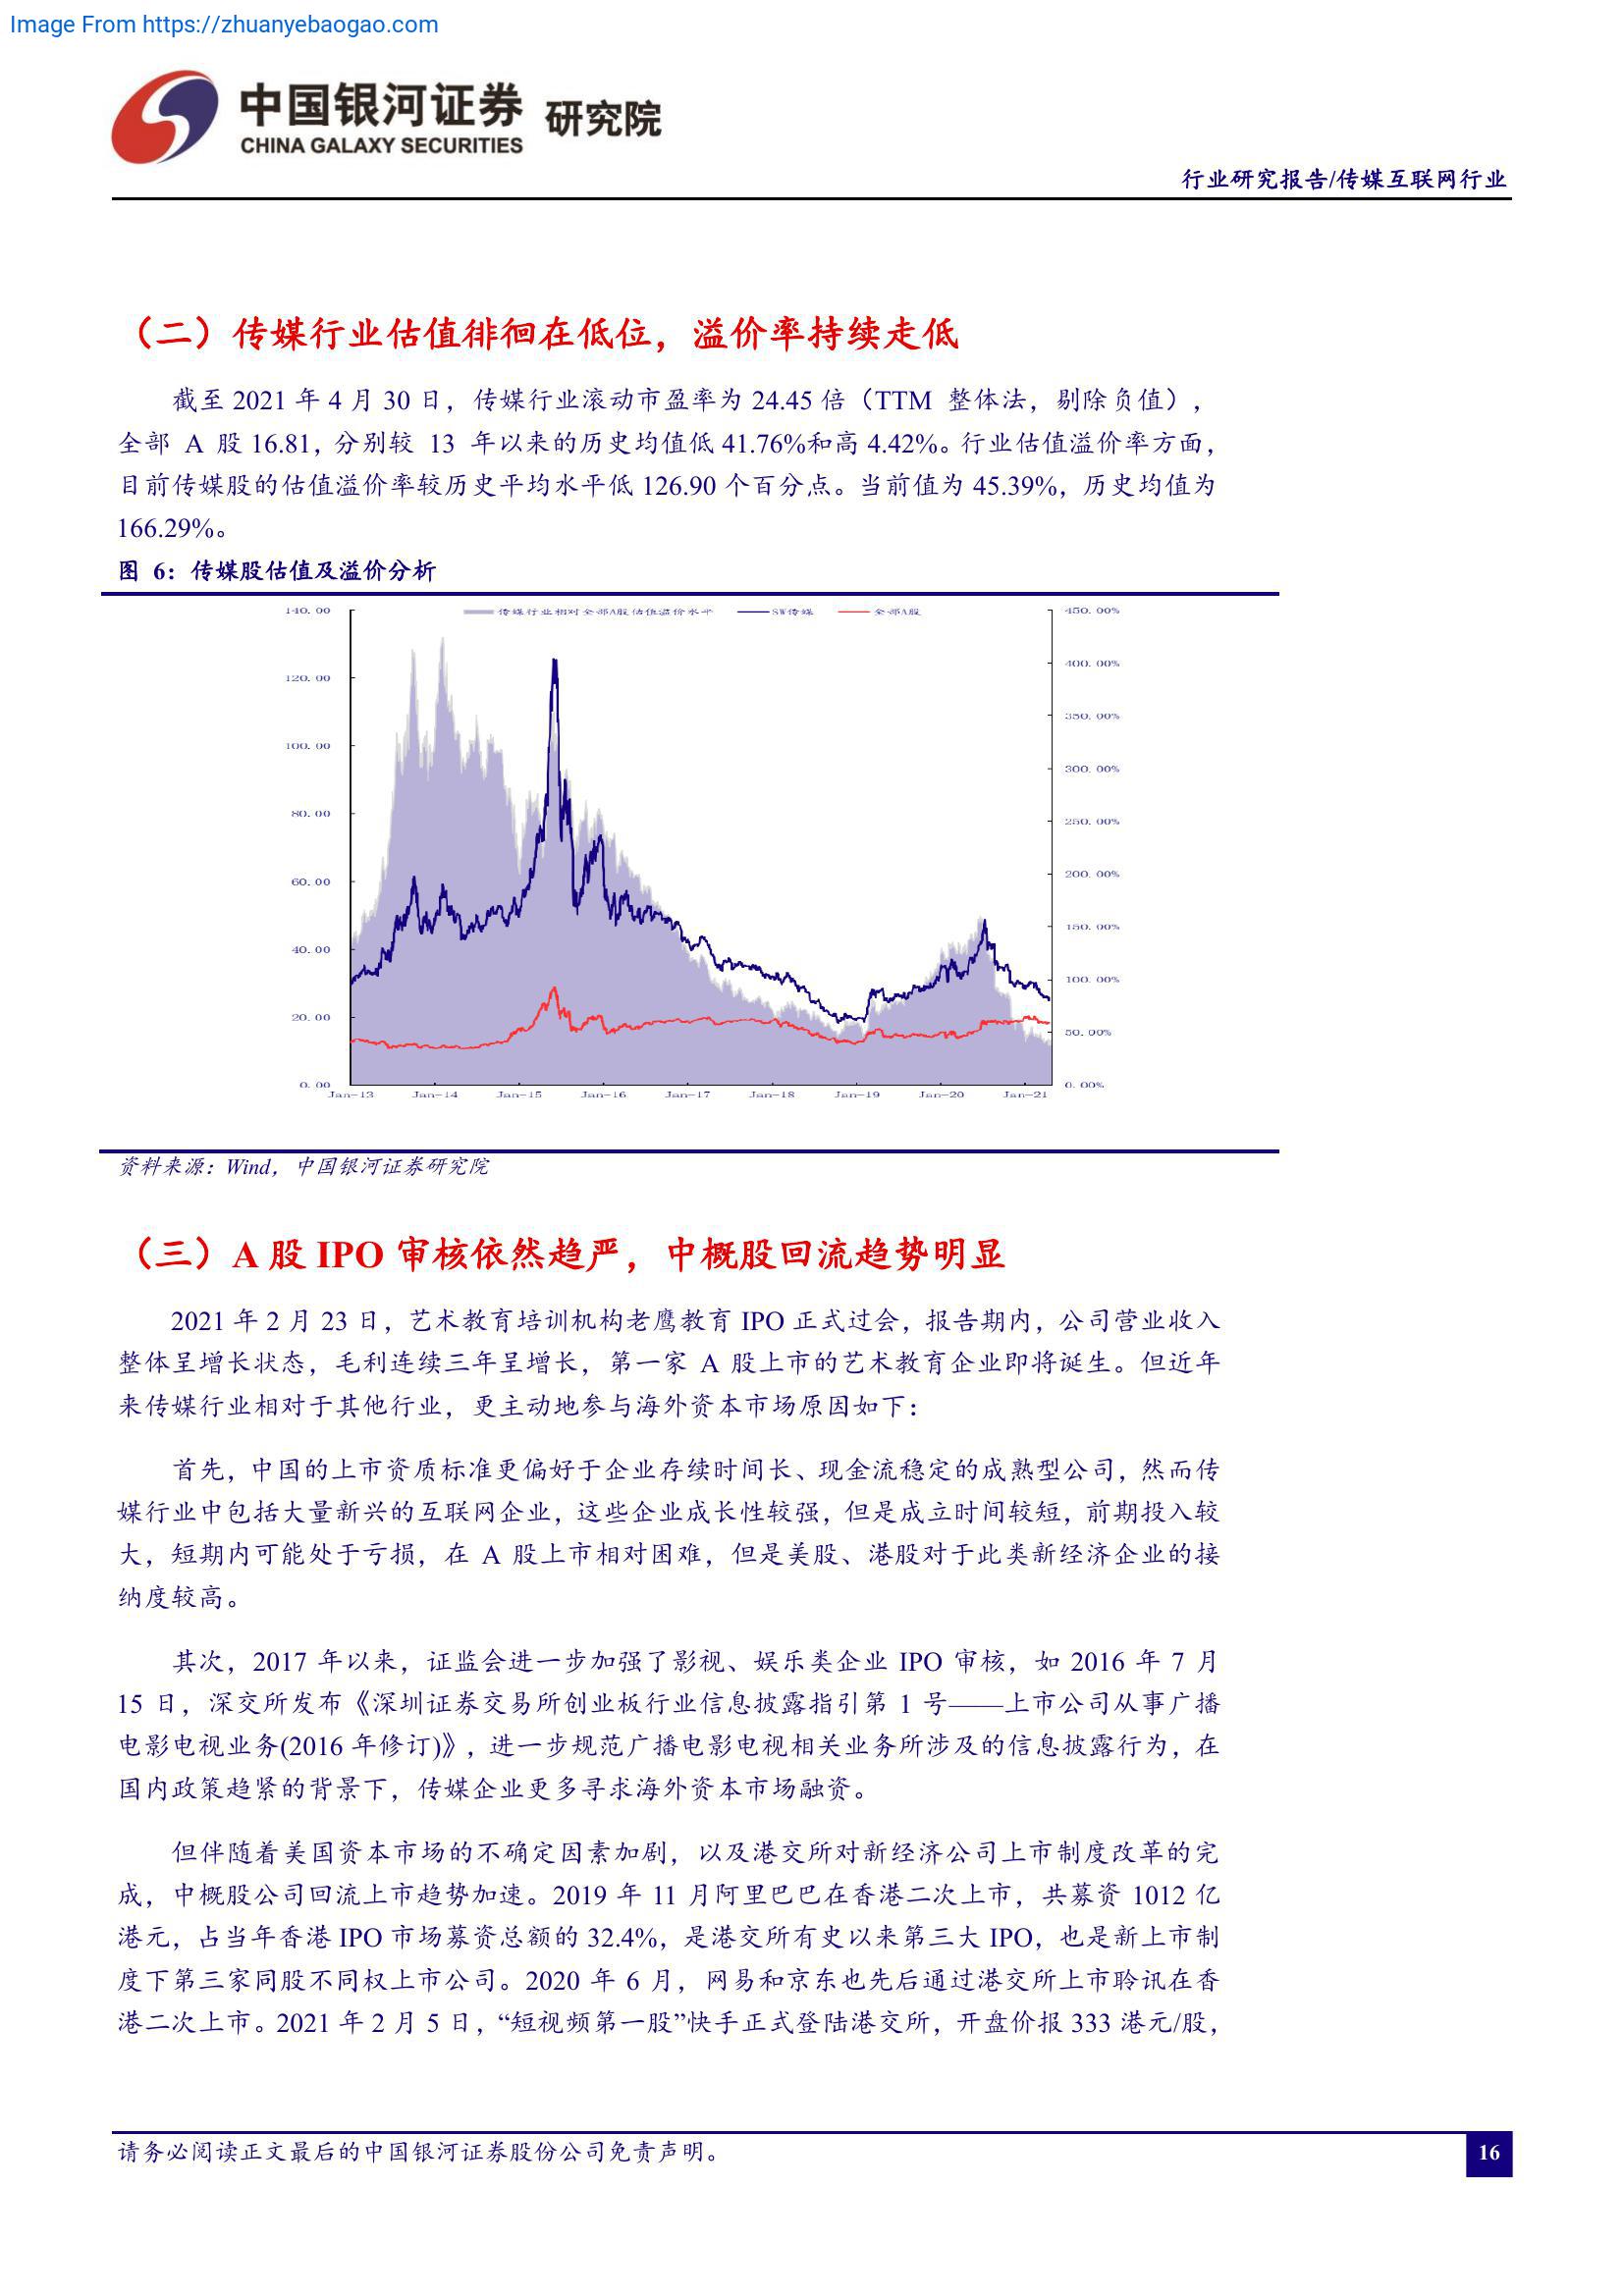 Image From https://zhuanyebaogao.com
中国银河证券 研究院
CHINA GALAXY SECURITIES
行业研究报告/传媒互联网行业
（二）传媒行业估值徘徊在低位，溢价率持续走低
截至 2021 年 4 月 30 日，传媒行业滚动市盈率为 24.45 倍（TTM 整体法，剔除负值），
全部 A 股 16.81，分别较 13 年以来的历史均值低 41.76%和高 4.42%。行业估值溢价率方面，
目前传媒股的估值溢价率较历史平均水平低 126.90 个百分点。当前值为 45.39%，历史均值为
166.29%。
图 6：传媒股估值及溢价分析
传媒行业相对全部A股估值溢价水平 SW传媒 全部A股
140.00 450.00%
400.00%
120.00
350.00%
100.00
300.00%
80.00
250.00%
60.00
200.00%
150.00%
40.00
100.00%
20.00
50.00%
0.00 0.00%
Jan-13 Jan-14 Jan-15 Jan-16 Jan-17 Jan-18 Jan-19 Jan-20 Jan-21
资料来源：Wind，中国银河证券研究院
（三）A 股 IPO 审核依然趋严，中概股回流趋势明显
2021 年 2 月 23 日，艺术教育培训机构老鹰教育 IPO 正式过会，报告期内，公司营业收入
整体呈增长状态，毛利连续三年呈增长，第一家 A 股上市的艺术教育企业即将诞生。但近年
来传媒行业相对于其他行业，更主动地参与海外资本市场原因如下：
首先，中国的上市资质标准更偏好于企业存续时间长、现金流稳定的成熟型公司，然而传
媒行业中包括大量新兴的互联网企业，这些企业成长性较强，但是成立时间较短，前期投入较
大，短期内可能处于亏损，在 A 股上市相对困难，但是美股、港股对于此类新经济企业的接
纳度较高。
其次，2017 年以来，证监会进一步加强了影视、娱乐类企业 IPO 审核，如 2016 年 7 月
15 日，深交所发布《深圳证券交易所创业板行业信息披露指引第 1 号——上市公司从事广播
电影电视业务(2016 年修订)》，进一步规范广播电影电视相关业务所涉及的信息披露行为，在
国内政策趋紧的背景下，传媒企业更多寻求海外资本市场融资。
但伴随着美国资本市场的不确定因素加剧，以及港交所对新经济公司上市制度改革的完
成，中概股公司回流上市趋势加速。2019 年 11 月阿里巴巴在香港二次上市，共募资 1012 亿
港元，占当年香港 IPO 市场募资总额的 32.4%，是港交所有史以来第三大 IPO，也是新上市制
度下第三家同股不同权上市公司。2020 年 6 月，网易和京东也先后通过港交所上市聆讯在香
港二次上市。2021 年 2 月 5 日，“短视频第一股”快手正式登陆港交所，开盘价报 333 港元/股，
请务必阅读正文最后的中国银河证券股份公司免责声明。
16